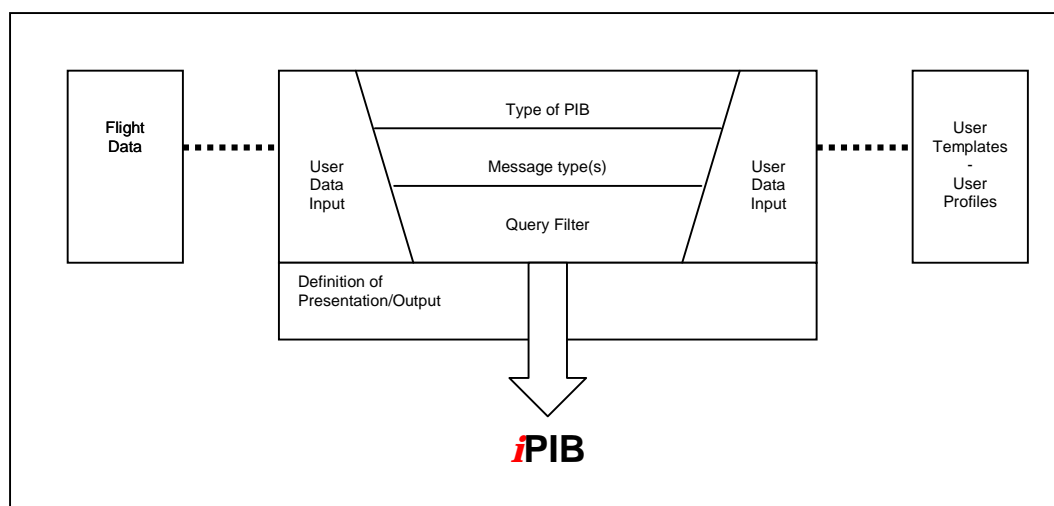 Flight
Data
User
Data
Input
Type of PIB
Message type(s)
Query Filter
User
Data
Input
User
Templates
-
User
Profiles
Definition of
Presentation/Output
iPIB